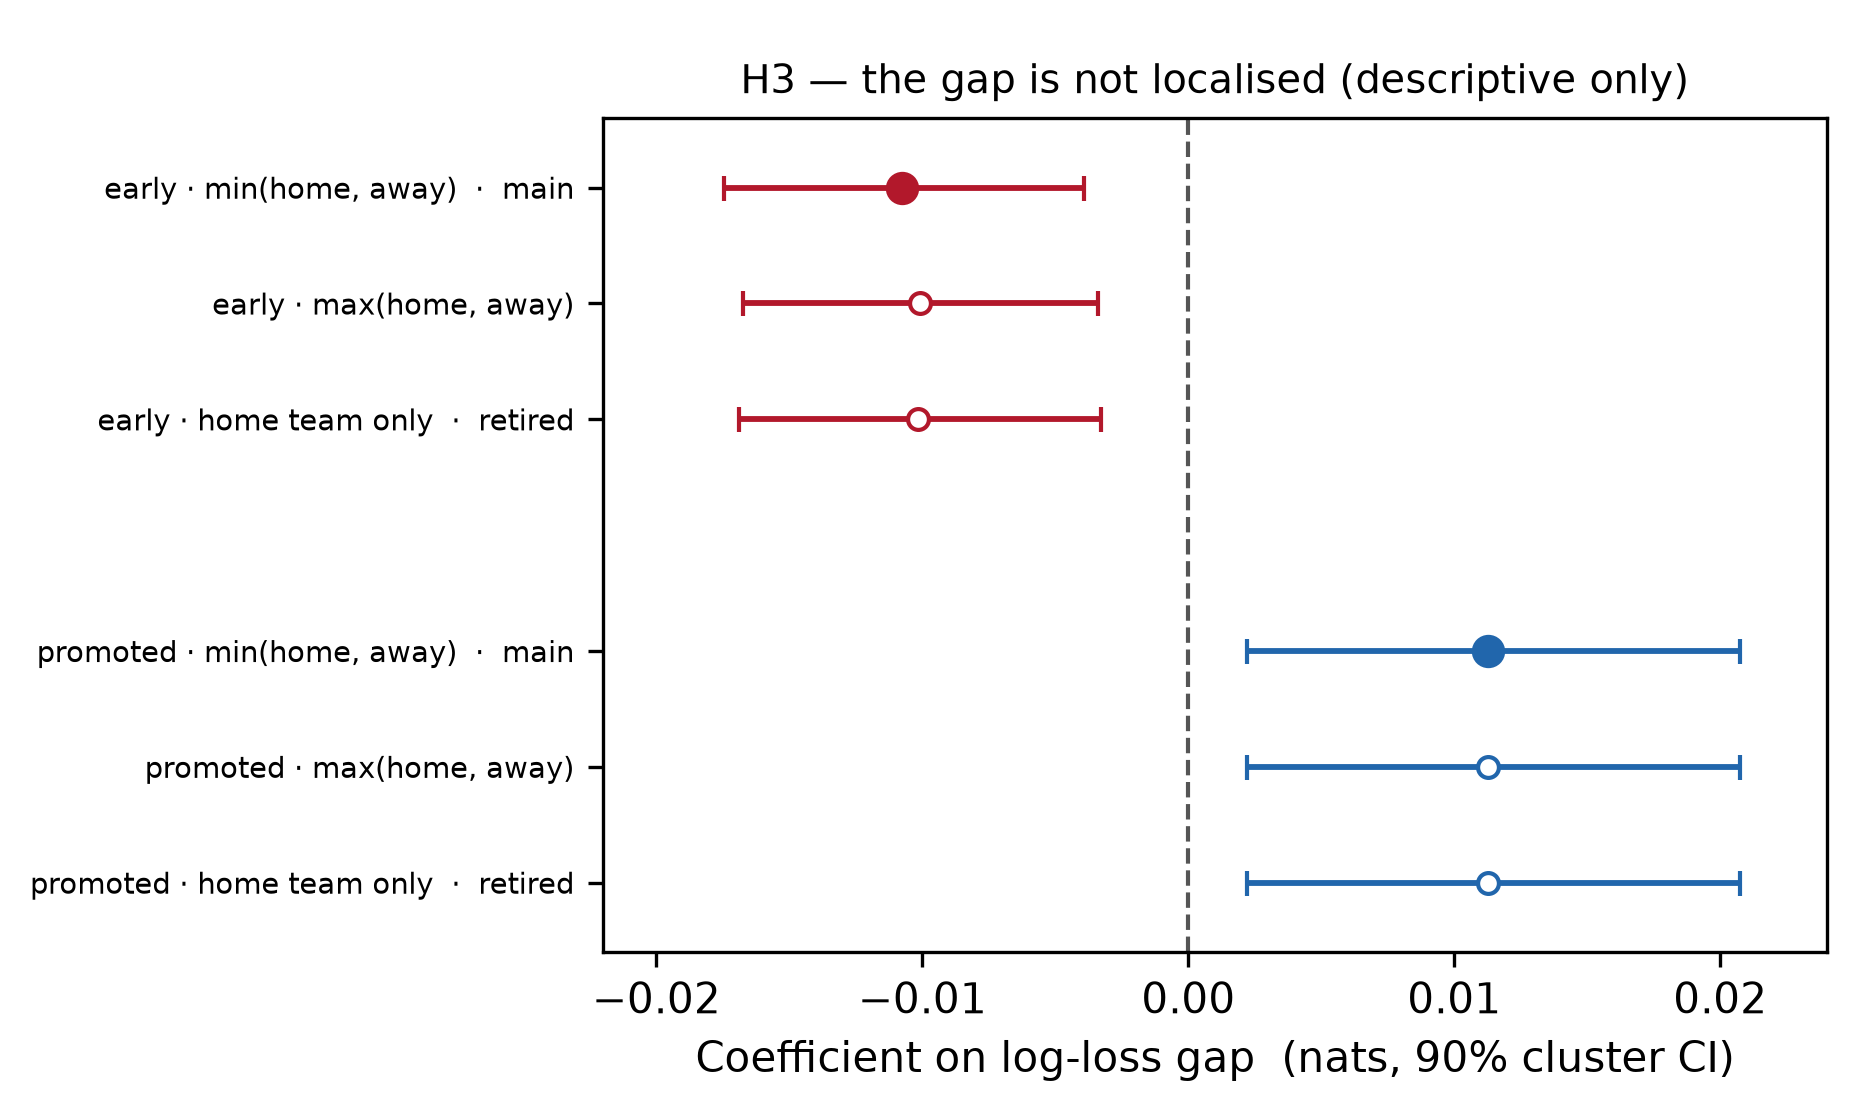 H3 — the gap is not localised (descriptive only)
early · min(home, away)  ·  main
early · max(home, away)
early · home team only  ·  retired
promoted · min(home, away)  ·  main
promoted · max(home, away)
promoted · home team only  ·  retired
−0.02 −0.01 0.00 0.01 0.02
Coefficient on log-loss gap  (nats, 90% cluster CI)